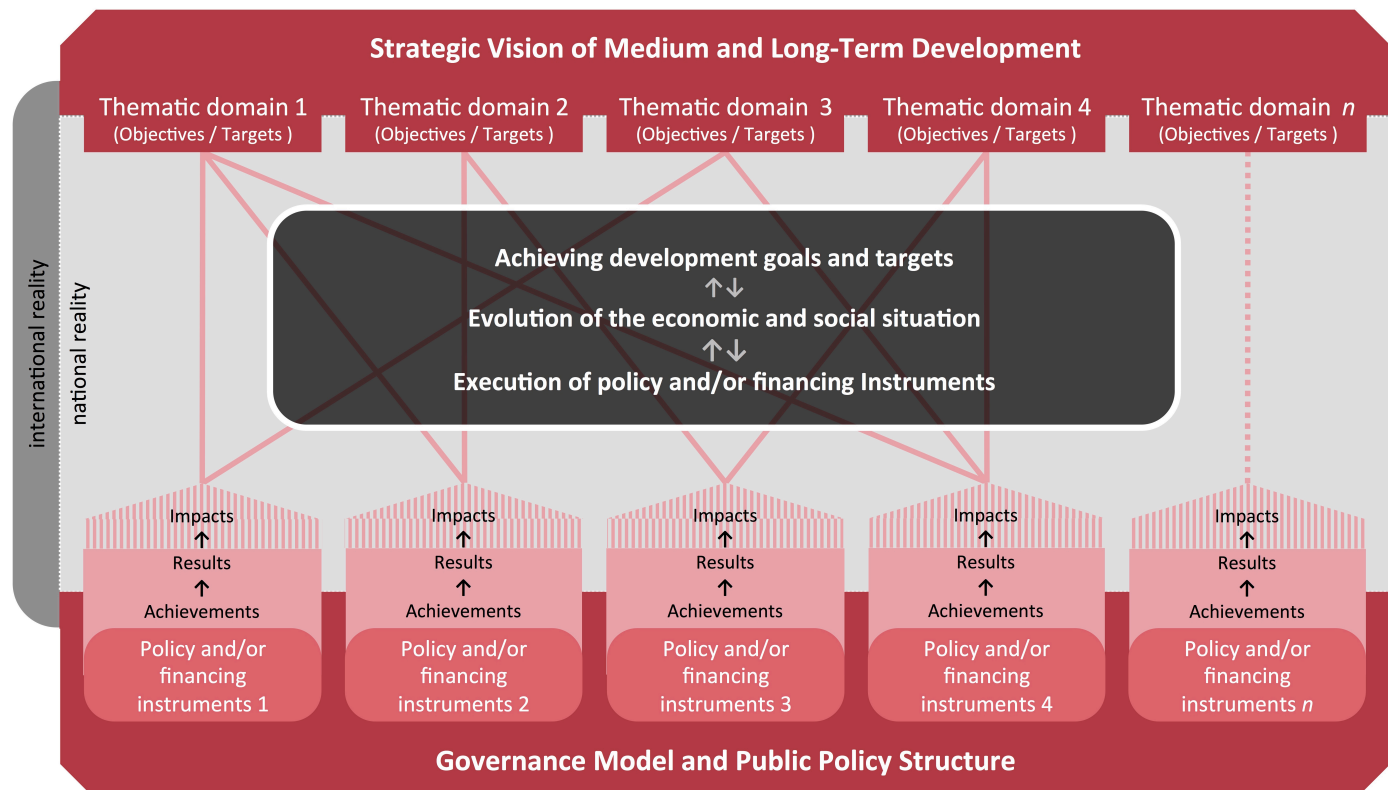 Strategic Vision of Medium and Long-Term Development
Thematic domain 1
(Objectives / Targets )
Thematic domain 2
(Objectives / Targets )
Thematic domain 3
(Objectives / Targets )
Thematic domain 4
(Objectives / Targets )
Thematic domain n
(Objectives / Targets )
international reality
national reality
Achieving development goals and targets
↑↓
Evolution of the economic and social situation
↑↓
Execution of policy and/or financing Instruments
Impacts
↑
Results
↑
Achievements
Policy and/or
financing
instruments 1
Impacts
↑
Results
↑
Achievements
Policy and/or
financing
instruments 2
Impacts
↑
Results
↑
Achievements
Policy and/or
financing
instruments 3
Impacts
↑
Results
↑
Achievements
Policy and/or
financing
instruments 4
Impacts
↑
Results
↑
Achievements
Policy and/or
financing
instruments n
Governance Model and Public Policy Structure